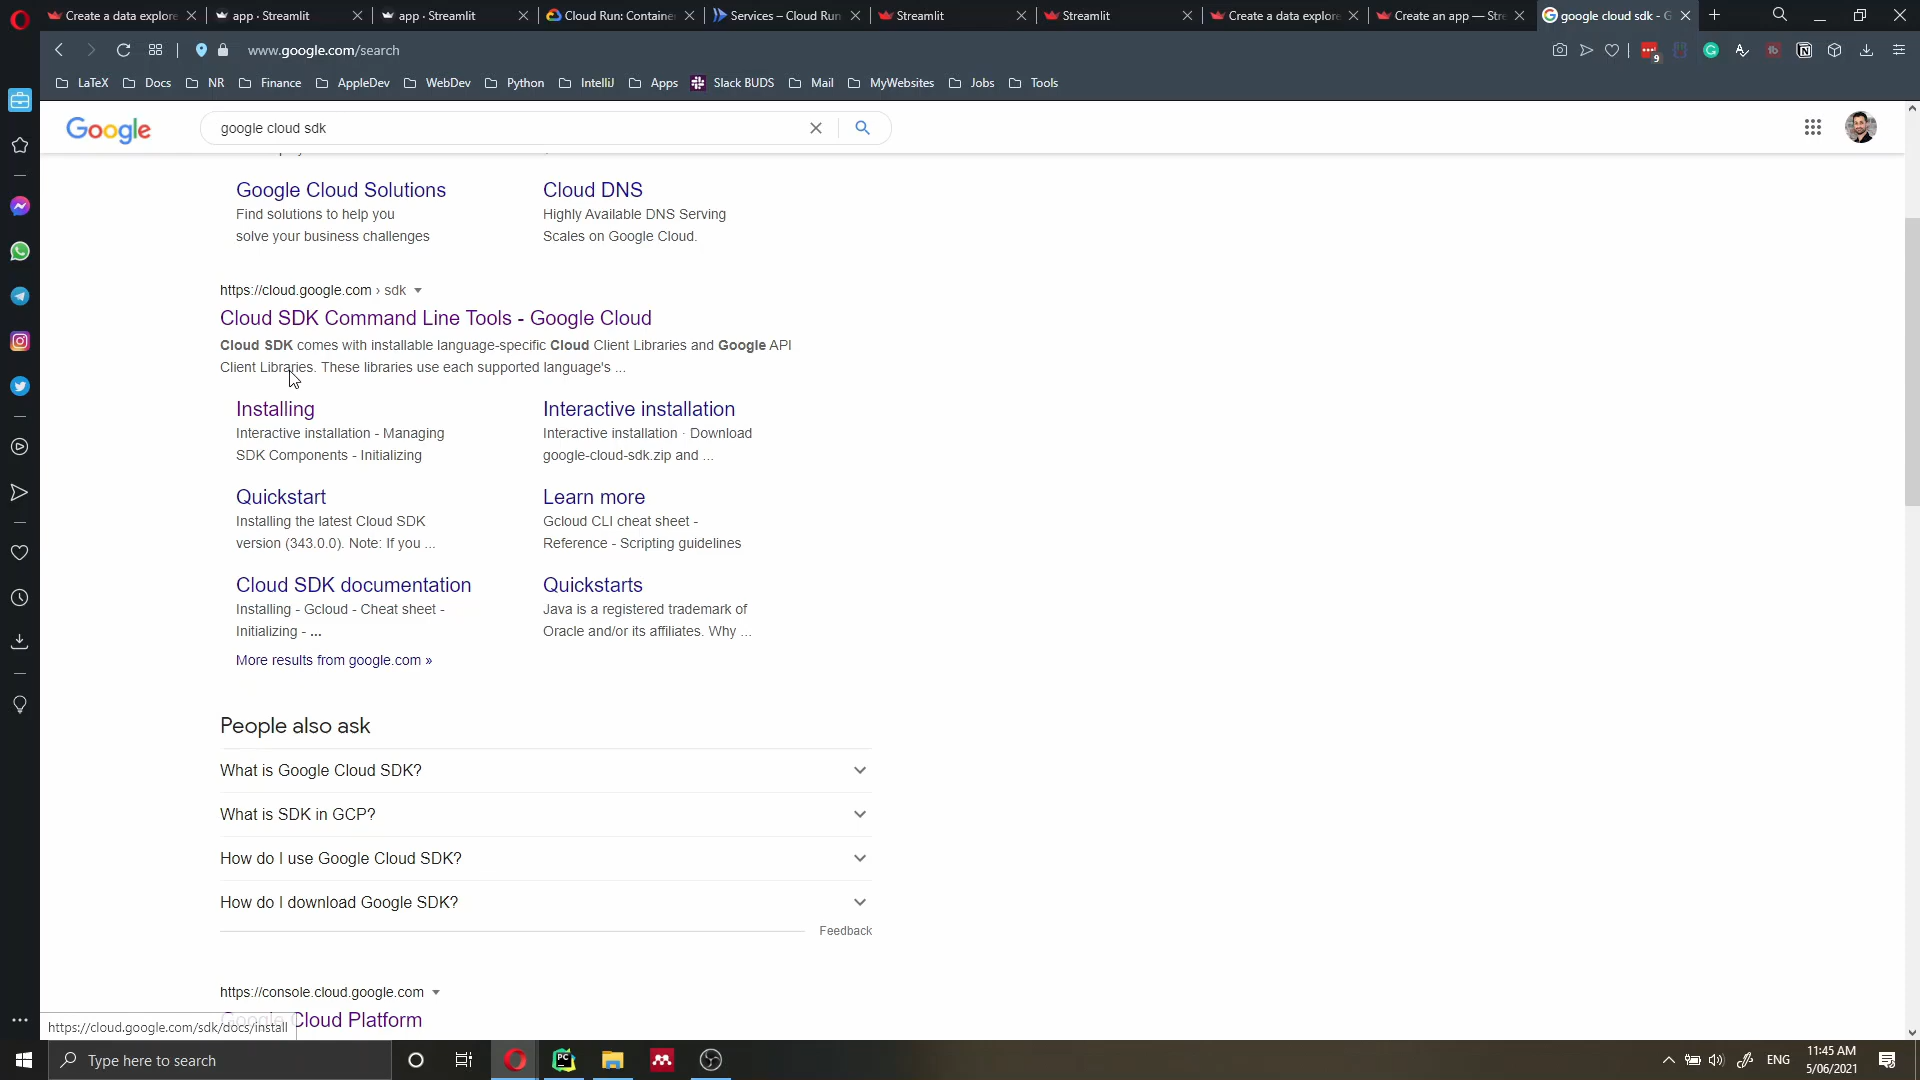 Create a data explore
app · Streamlit
app · Streamlit
Cloud Run: Containe
Services – Cloud Run
Streamlit
Streamlit
Create a data explore
Create an app — Stre
google cloud sdk - G
www.google.com/search
9
LaTeX
Docs
NR
Finance
AppleDev
WebDev
Python
IntelliJ
Apps
Slack BUDS
Mail
MyWebsites
Jobs
Tools
Google
google cloud sdk
Google Cloud Solutions
Find solutions to help you
solve your business challenges
Cloud DNS
Highly Available DNS Serving
Scales on Google Cloud.
https://cloud.google.com › sdk
Cloud SDK Command Line Tools - Google Cloud
Cloud SDK comes with installable language-specific Cloud Client Libraries and Google API
Client Libraries. These libraries use each supported language's ...
Installing
Interactive installation - Managing
SDK Components - Initializing
Interactive installation
Interactive installation · Download
google-cloud-sdk.zip and ...
Quickstart
Installing the latest Cloud SDK
version (343.0.0). Note: If you ...
Learn more
Gcloud CLI cheat sheet -
Reference - Scripting guidelines
Cloud SDK documentation
Installing - Gcloud - Cheat sheet -
Initializing - ...
Quickstarts
Java is a registered trademark of
Oracle and/or its affiliates. Why ...
More results from google.com »
People also ask
What is Google Cloud SDK?
What is SDK in GCP?
How do I use Google Cloud SDK?
How do I download Google SDK?
Feedback
https://console.cloud.google.com
Google Cloud Platform
https://cloud.google.com/sdk/docs/install
Type here to search
PC
ENG
11:45 AM
5/06/2021